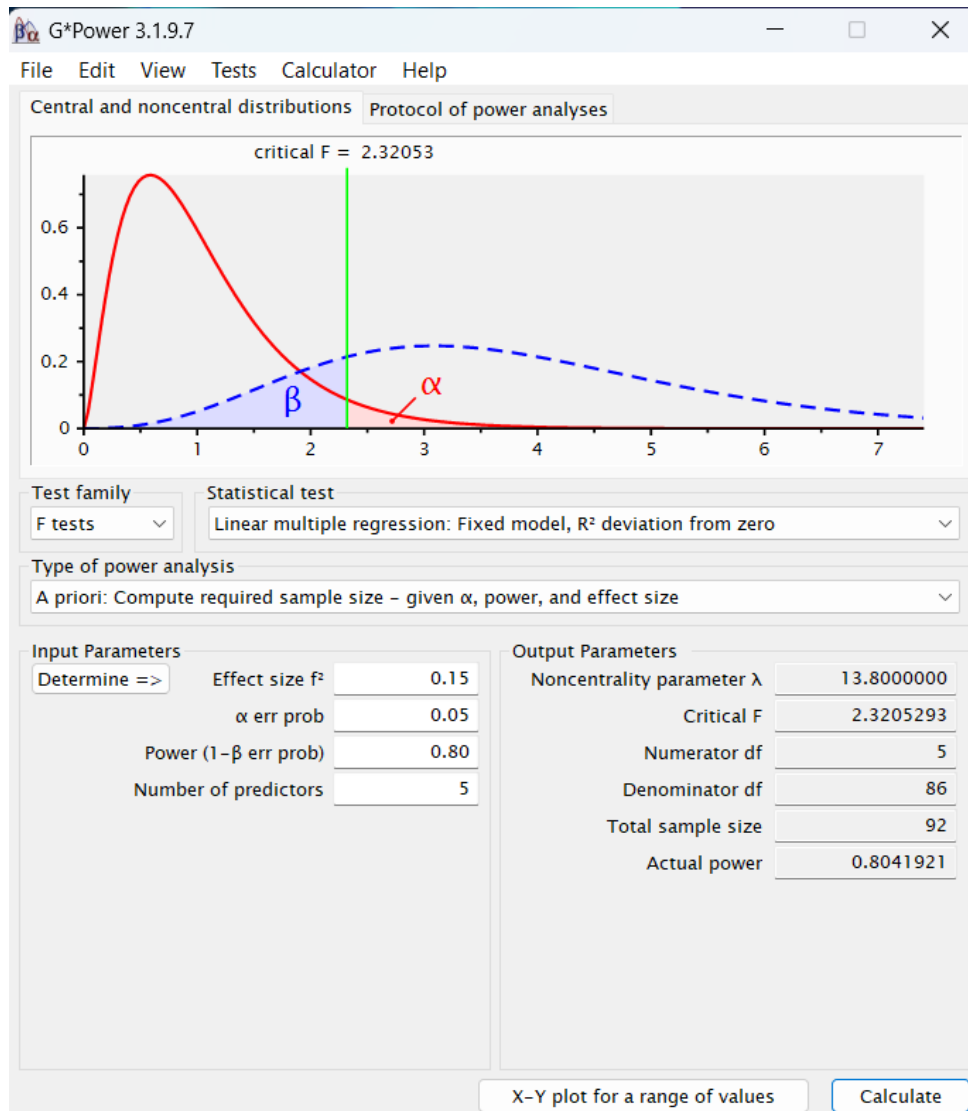 βα G*Power 3.1.9.7
File Edit View Tests Calculator Help
Central and noncentral distributions Protocol of power analyses
critical F = 2.32053
0.6
0.4
0.2
0
β
α
0 1 2 3 4 5 6 7
Test family Statistical test
F tests Linear multiple regression: Fixed model, R² deviation from zero
Type of power analysis
A priori: Compute required sample size – given α, power, and effect size
Input Parameters
Determine => Effect size f² 0.15
α err prob 0.05
Power (1-β err prob) 0.80
Number of predictors 5
Output Parameters
Noncentrality parameter λ 13.8000000
Critical F 2.3205293
Numerator df 5
Denominator df 86
Total sample size 92
Actual power 0.8041921
X-Y plot for a range of values Calculate